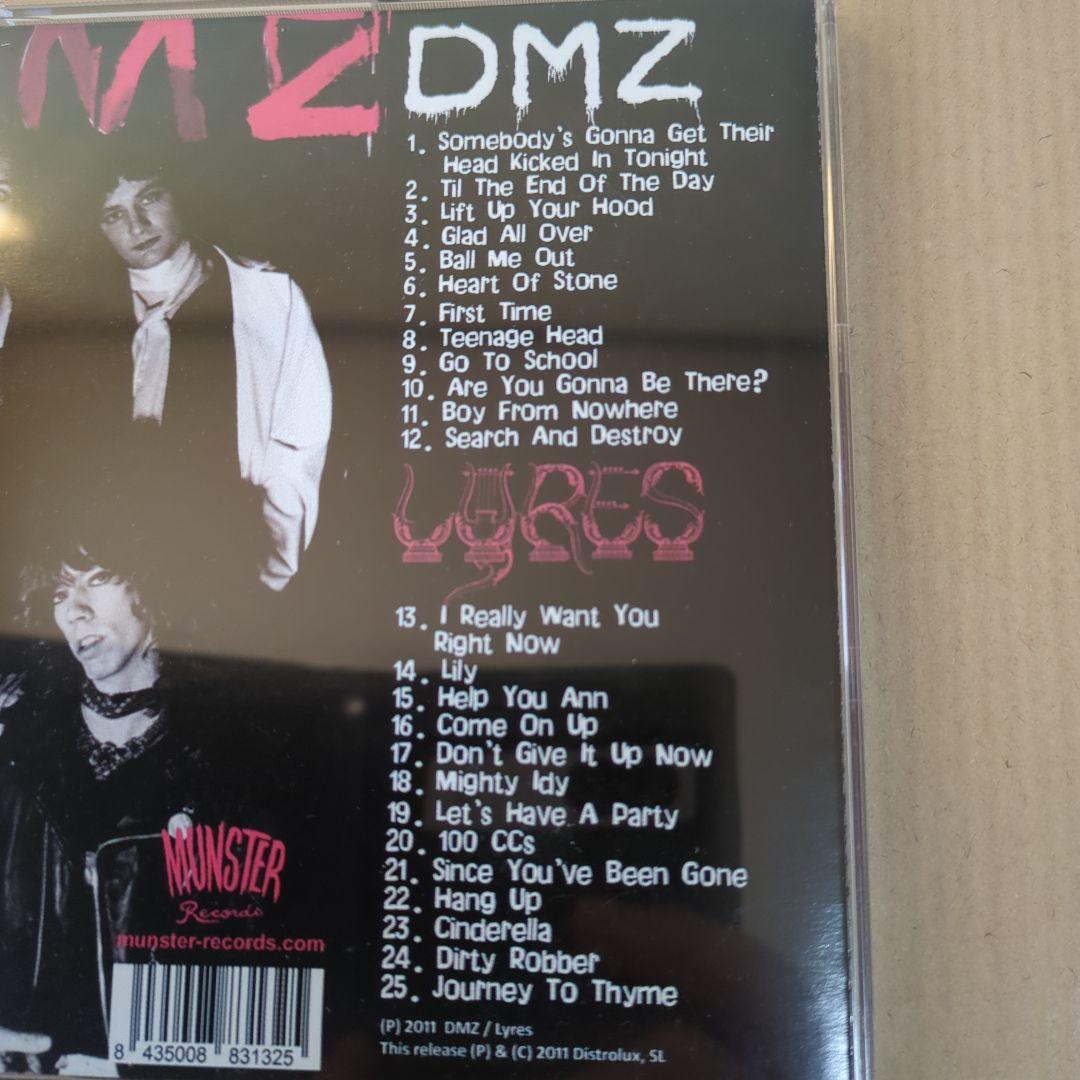 MZ
DMZ
1. Somebody's Gonna Get Their
Head Kicked In Tonight
2. Til The End Of The Day
3. Lift Up Your Hood
4. Glad All Over
5. Ball Me Out
6. Heart Of Stone
7. First Time
8. Teenage Head
9. Go To School
10. Are You Gonna Be There?
11. Boy From Nowhere
12. Search And Destroy
LYRES
13. I Really Want You
Right Now
14. Lily
15. Help You Ann
16. Come On Up
17. Don't Give It Up Now
18. Mighty Idy
19. Let's Have A Party
20. 100 CCs
21. Since You've Been Gone
22. Hang Up
23. Cinderella
24. Dirty Robber
25. Journey To Thyme
MUNSTER
Records
munster-records.com
8 435008 831325
(P) 2011 DMZ / Lyres
This release (P) & (C) 2011 Distrolux, SL